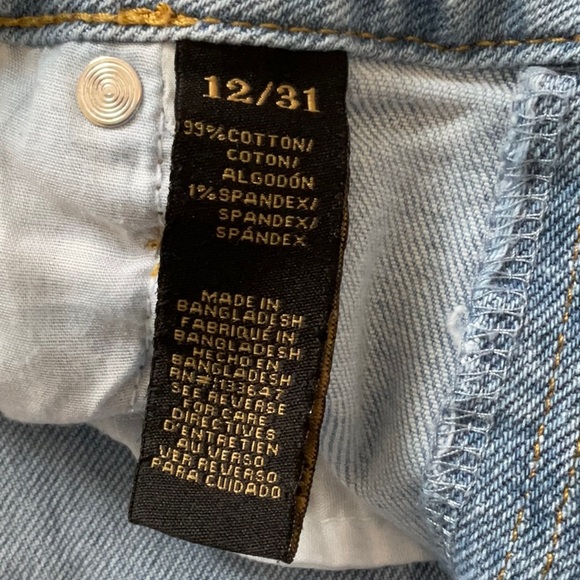 12/31
99%COTTON/
COTON/
ALGODÓN
1%SPANDEX/
SPANDEX/
SPÁNDEX
MADE IN
BANGLADESH
FABRIQUÉ IN
BANGLADESH
HECHO EN
BANGLADESH
RN#:133647
SEE REVERSE
FOR CARE
DIRECTIVES
D'ENTRETIEN
AU VERSO
VER REVERSO
PARA CUIDADO